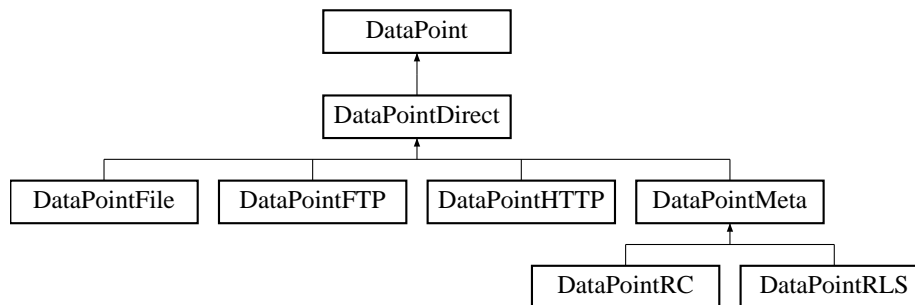 DataPoint
DataPointDirect
DataPointFile
DataPointFTP
DataPointHTTP
DataPointMeta
DataPointRC
DataPointRLS